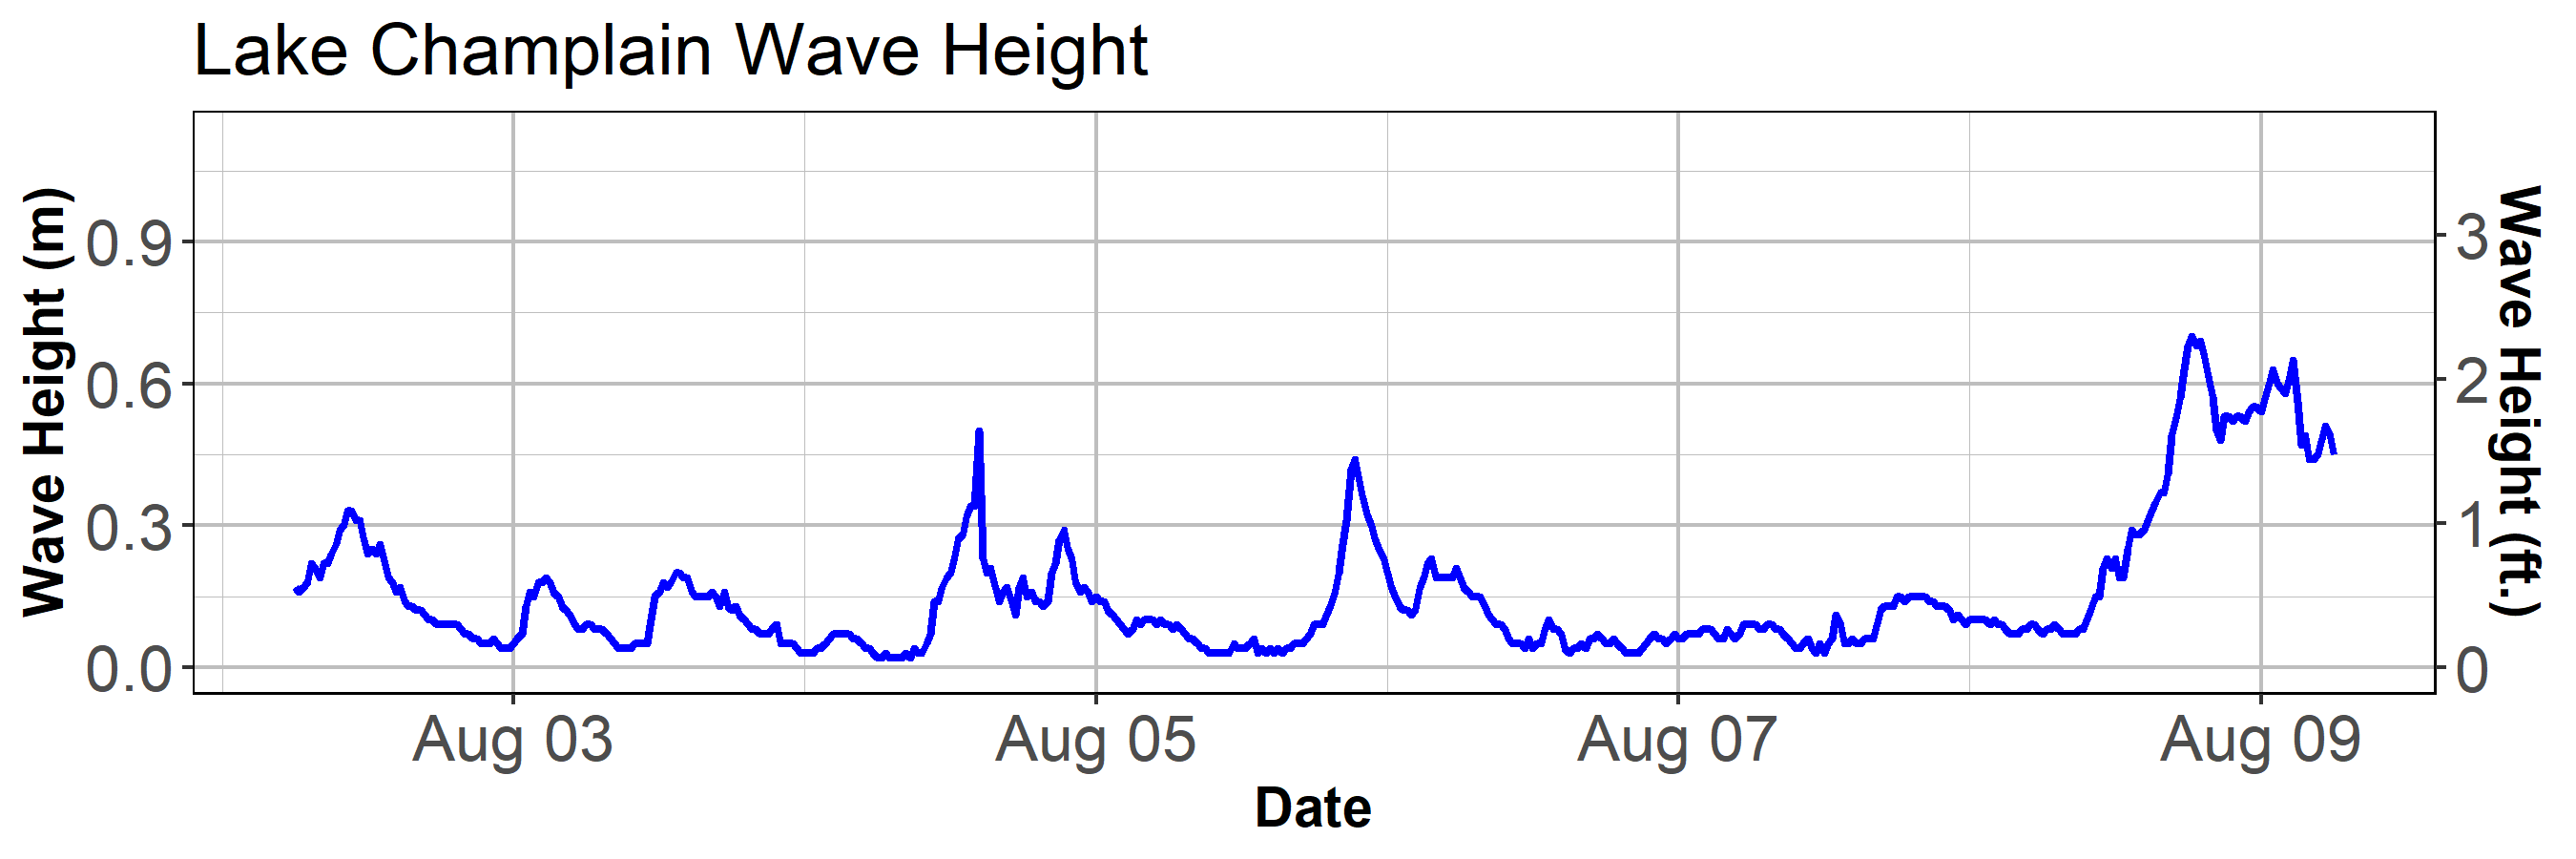 Lake Champlain Wave Height
Wave Height (m)
0.9
0.6
0.3
0.0
3
2
1
0
Wave Height (ft.)
Aug 03
Aug 05
Aug 07
Aug 09
Date